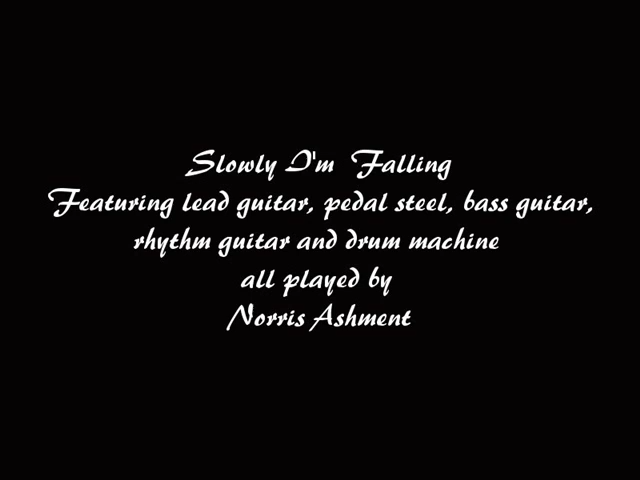 Slowly I'm Falling
Featuring lead guitar, pedal steel, bass guitar,
rhythm guitar and drum machine
all played by
Norris Ashment